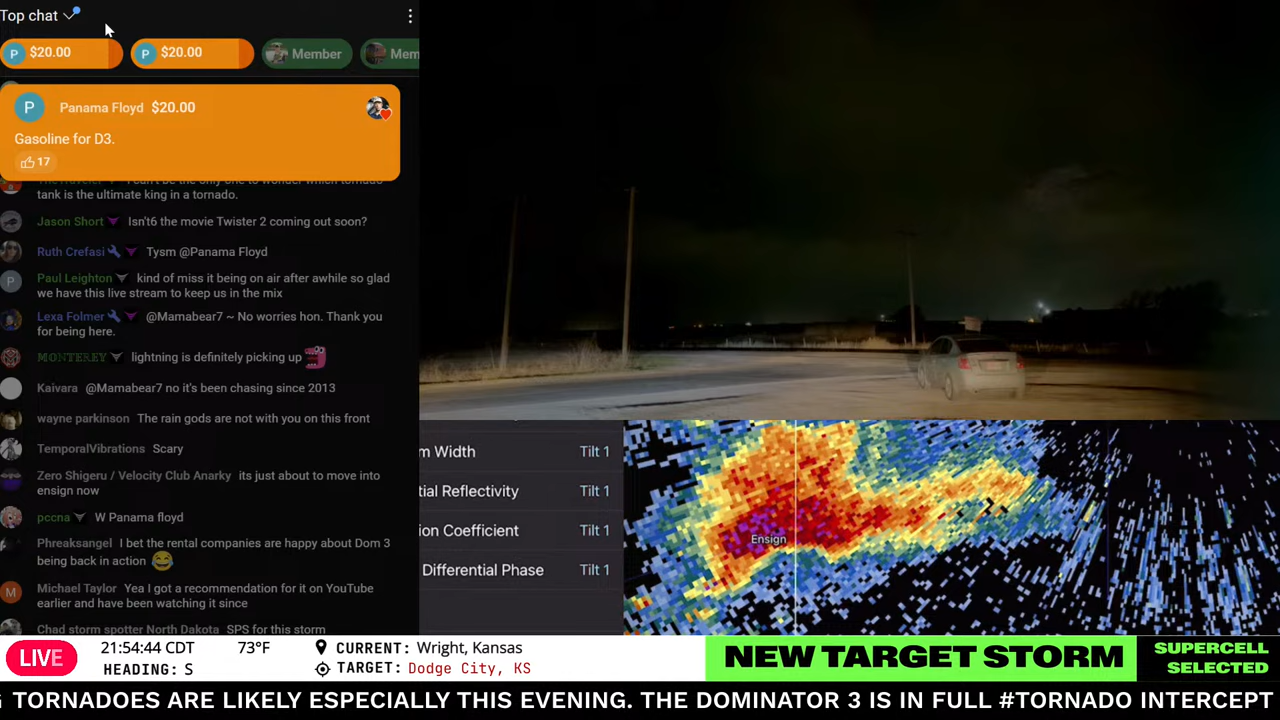 Top chat
P $20.00
P $20.00
Member
Mem
P Panama Floyd $20.00
Gasoline for D3.
17
tank is the ultimate king in a tornado.
Jason Short Isn't6 the movie Twister 2 coming out soon?
Ruth Crefasi Tysm @Panama Floyd
P Paul Leighton kind of miss it being on air after awhile so glad
we have this live stream to keep us in the mix
Lexa Folmer @Mamabear7 ~ No worries hon. Thank you
for being here.
MONTEREY lightning is definitely picking up
Kaivara @Mamabear7 no it's been chasing since 2013
wayne parkinson The rain gods are not with you on this front
TemporalVibrations Scary
Zero Shigeru / Velocity Club Anarky its just about to move into
ensign now
pccna W Panama floyd
Phreaksangel I bet the rental companies are happy about Dom 3
being back in action
M Michael Taylor Yea I got a recommendation for it on YouTube
earlier and have been watching it since
Chad storm spotter North Dakota SPS for this storm
m Width Tilt 1
tial Reflectivity Tilt 1
ion Coefficient Tilt 1
Differential Phase Tilt 1
Ensign
LIVE
21:54:44 CDT 73°F
HEADING: S
CURRENT: Wright, Kansas
TARGET: Dodge City, KS
NEW TARGET STORM
SUPERCELL
SELECTED
G TORNADOES ARE LIKELY ESPECIALLY THIS EVENING. THE DOMINATOR 3 IS IN FULL #TORNADO INTERCEPT